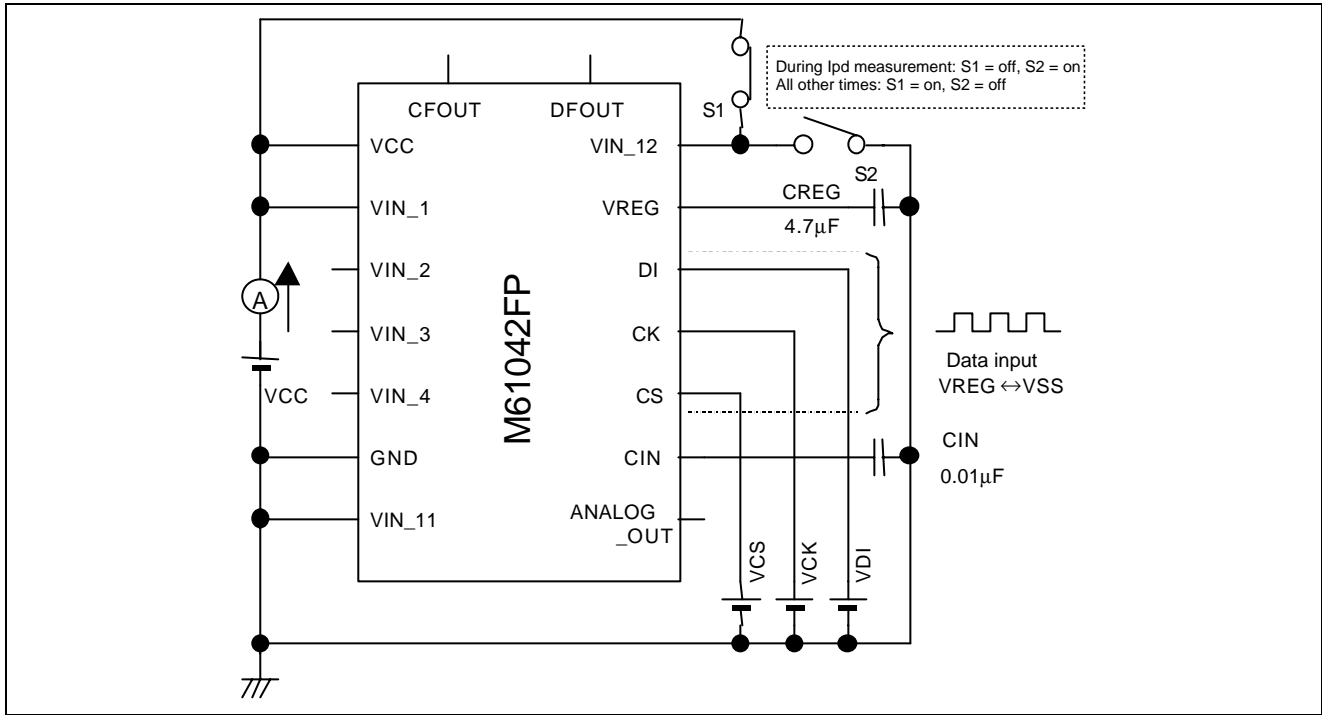 During Ipd measurement: S1 = off, S2 = on
All other times: S1 = on, S2 = off
S1
CFOUT
DFOUT
VCC
VIN_12
S2
VIN_1
VREG
CREG
4.7μF
VIN_2
DI
A
M61042FP
VIN_3
CK
Data input
VREG ↔VSS
VCC
VIN_4
CS
GND
CIN
CIN
0.01μF
VIN_11
ANALOG
_OUT
VCS
VCK
VDI